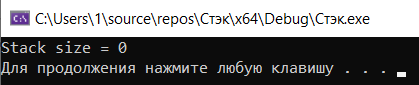 C:\Users\1\source\repos\Стэк\x64\Debug\Стэк.exe
Stack size = 0
Для продолжения нажмите любую клавишу . . .